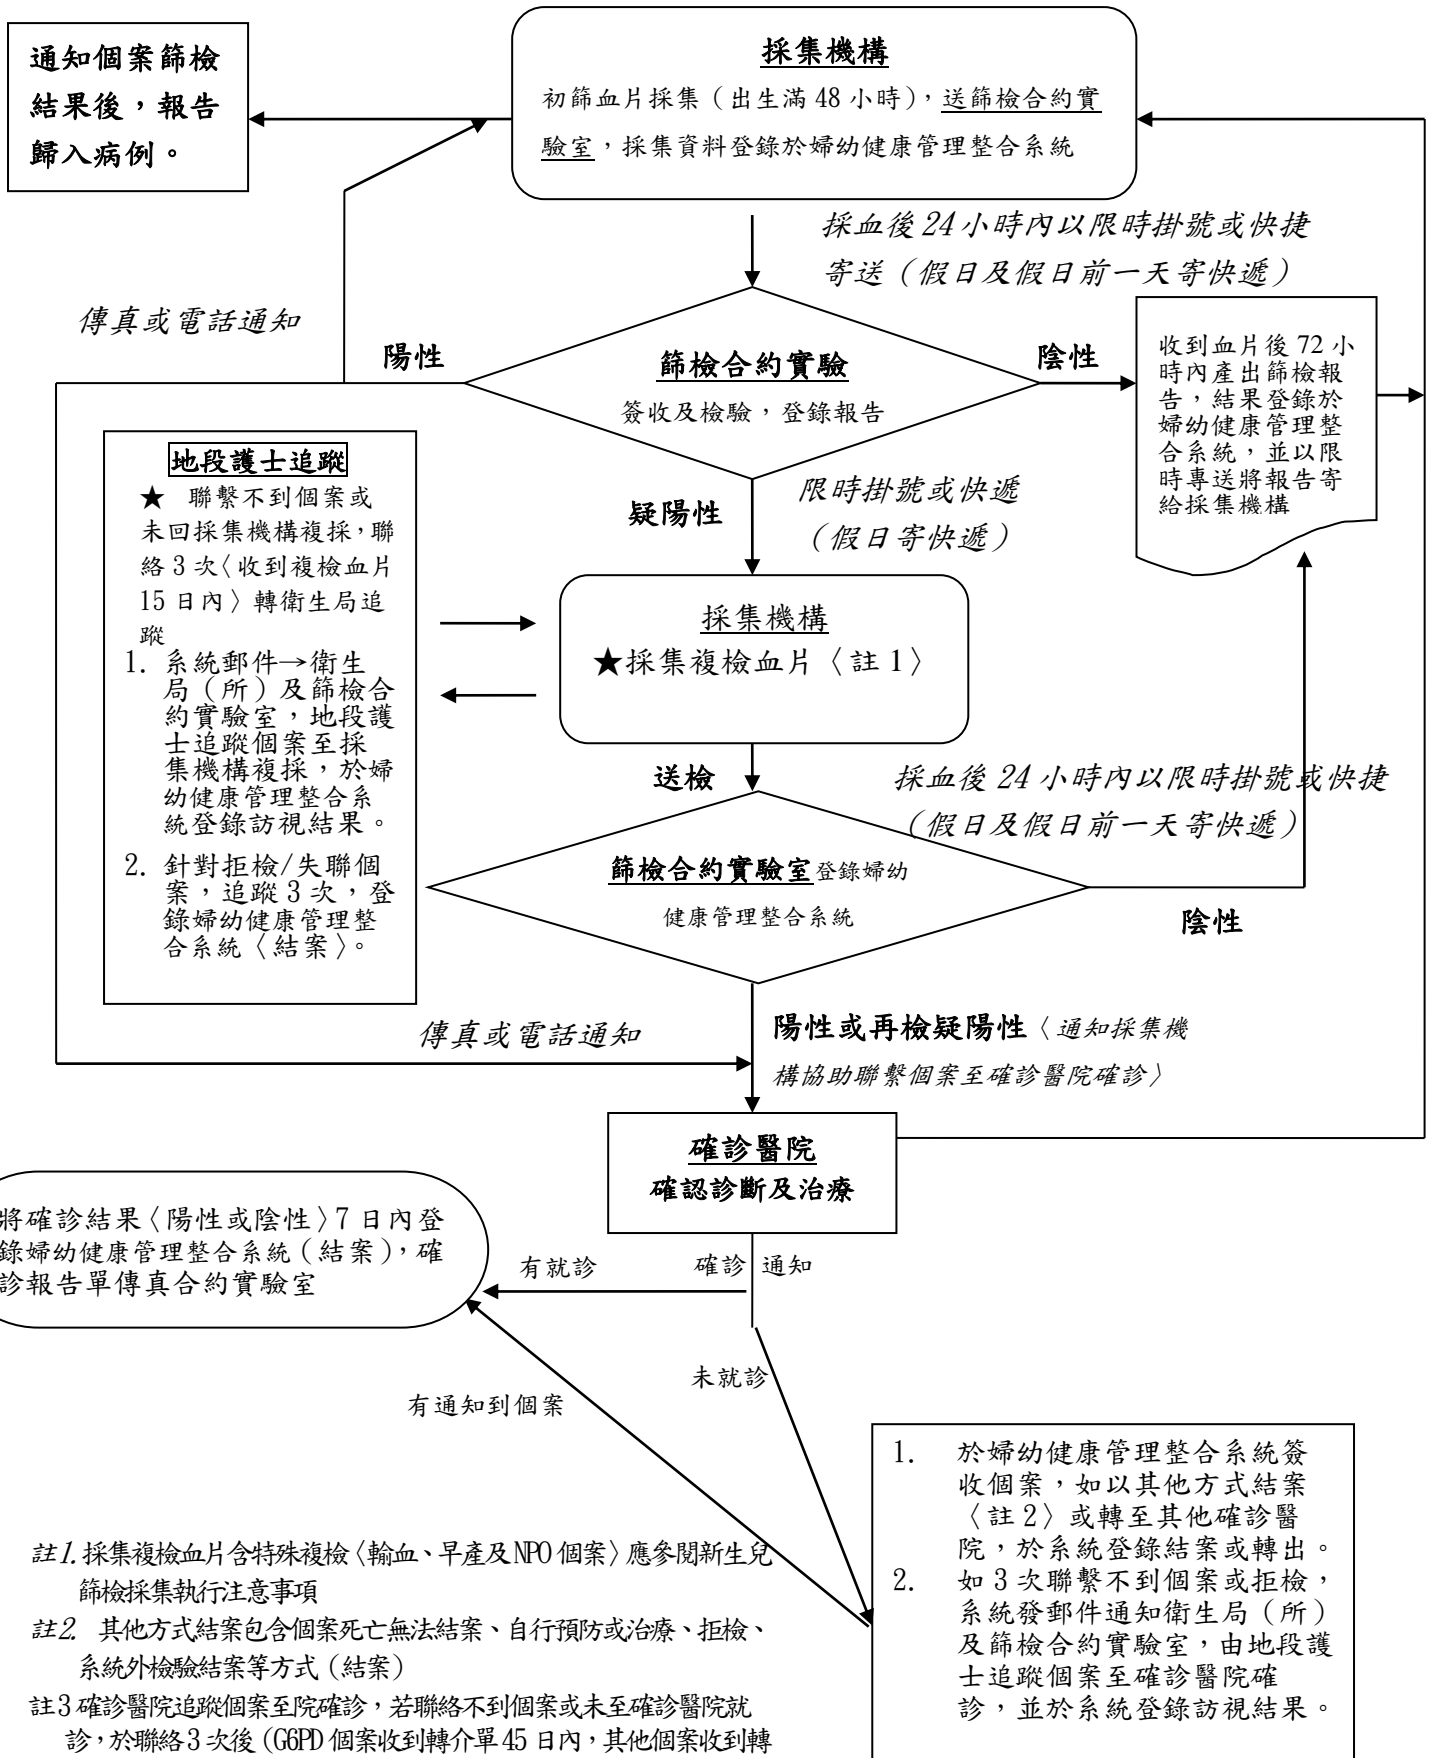 通知個案篩檢
結果後，報告
歸入病例。
採集機構
初篩血片採集（出生滿 48 小時），送篩檢合約實
驗室，採集資料登錄於婦幼健康管理整合系統
採血後 24 小時內以限時掛號或快捷
寄送（假日及假日前一天寄快遞）
傳真或電話通知
陽性
篩檢合約實驗
簽收及檢驗，登錄報告
陰性
收到血片後 72 小
時內產出篩檢報
告，結果登錄於
婦幼健康管理整
合系統，並以限
時專送將報告寄
給採集機構
地段護士追蹤
★ 聯繫不到個案或
未回採集機構複採，聯
絡 3 次〈收到複檢血片
15 日內〉轉衛生局追
蹤
1. 系統郵件→衛生
局（所）及篩檢合
約實驗室，地段護
士追蹤個案至採
集機構複採，於婦
幼健康管理整合系
統登錄訪視結果。
2. 針對拒檢/失聯個
案，追蹤 3 次，登
錄婦幼健康管理整
合系統〈結案〉。
疑陽性
限時掛號或快遞
（假日寄快遞）
採集機構
★採集複檢血片〈註 1〉
送檢
採血後 24 小時內以限時掛號或快捷
（假日及假日前一天寄快遞）
篩檢合約實驗室登錄婦幼
健康管理整合系統
陰性
傳真或電話通知
陽性或再檢疑陽性〈通知採集機
構協助聯繫個案至確診醫院確診〉
確診醫院
確認診斷及治療
將確診結果〈陽性或陰性〉7 日內登
錄婦幼健康管理整合系統（結案），確
診報告單傳真合約實驗室
有就診
確診 通知
未就診
有通知到個案
1. 於婦幼健康管理整合系統簽
收個案，如以其他方式結案
〈註 2〉或轉至其他確診醫
院，於系統登錄結案或轉出。
2. 如 3 次聯繫不到個案或拒檢，
系統發郵件通知衛生局（所）
及篩檢合約實驗室，由地段護
士追蹤個案至確診醫院確
診，並於系統登錄訪視結果。
註1. 採集複檢血片含特殊複檢〈輸血、早產及 NPO 個案〉應參閱新生兒
篩檢採集執行注意事項
註2. 其他方式結案包含個案死亡無法結案、自行預防或治療、拒檢、
系統外檢驗結案等方式（結案）
註3 確診醫院追蹤個案至院確診，若聯絡不到個案或未至確診醫院就
診，於聯絡 3 次後（G6PD 個案收到轉介單 45 日內，其他個案收到轉